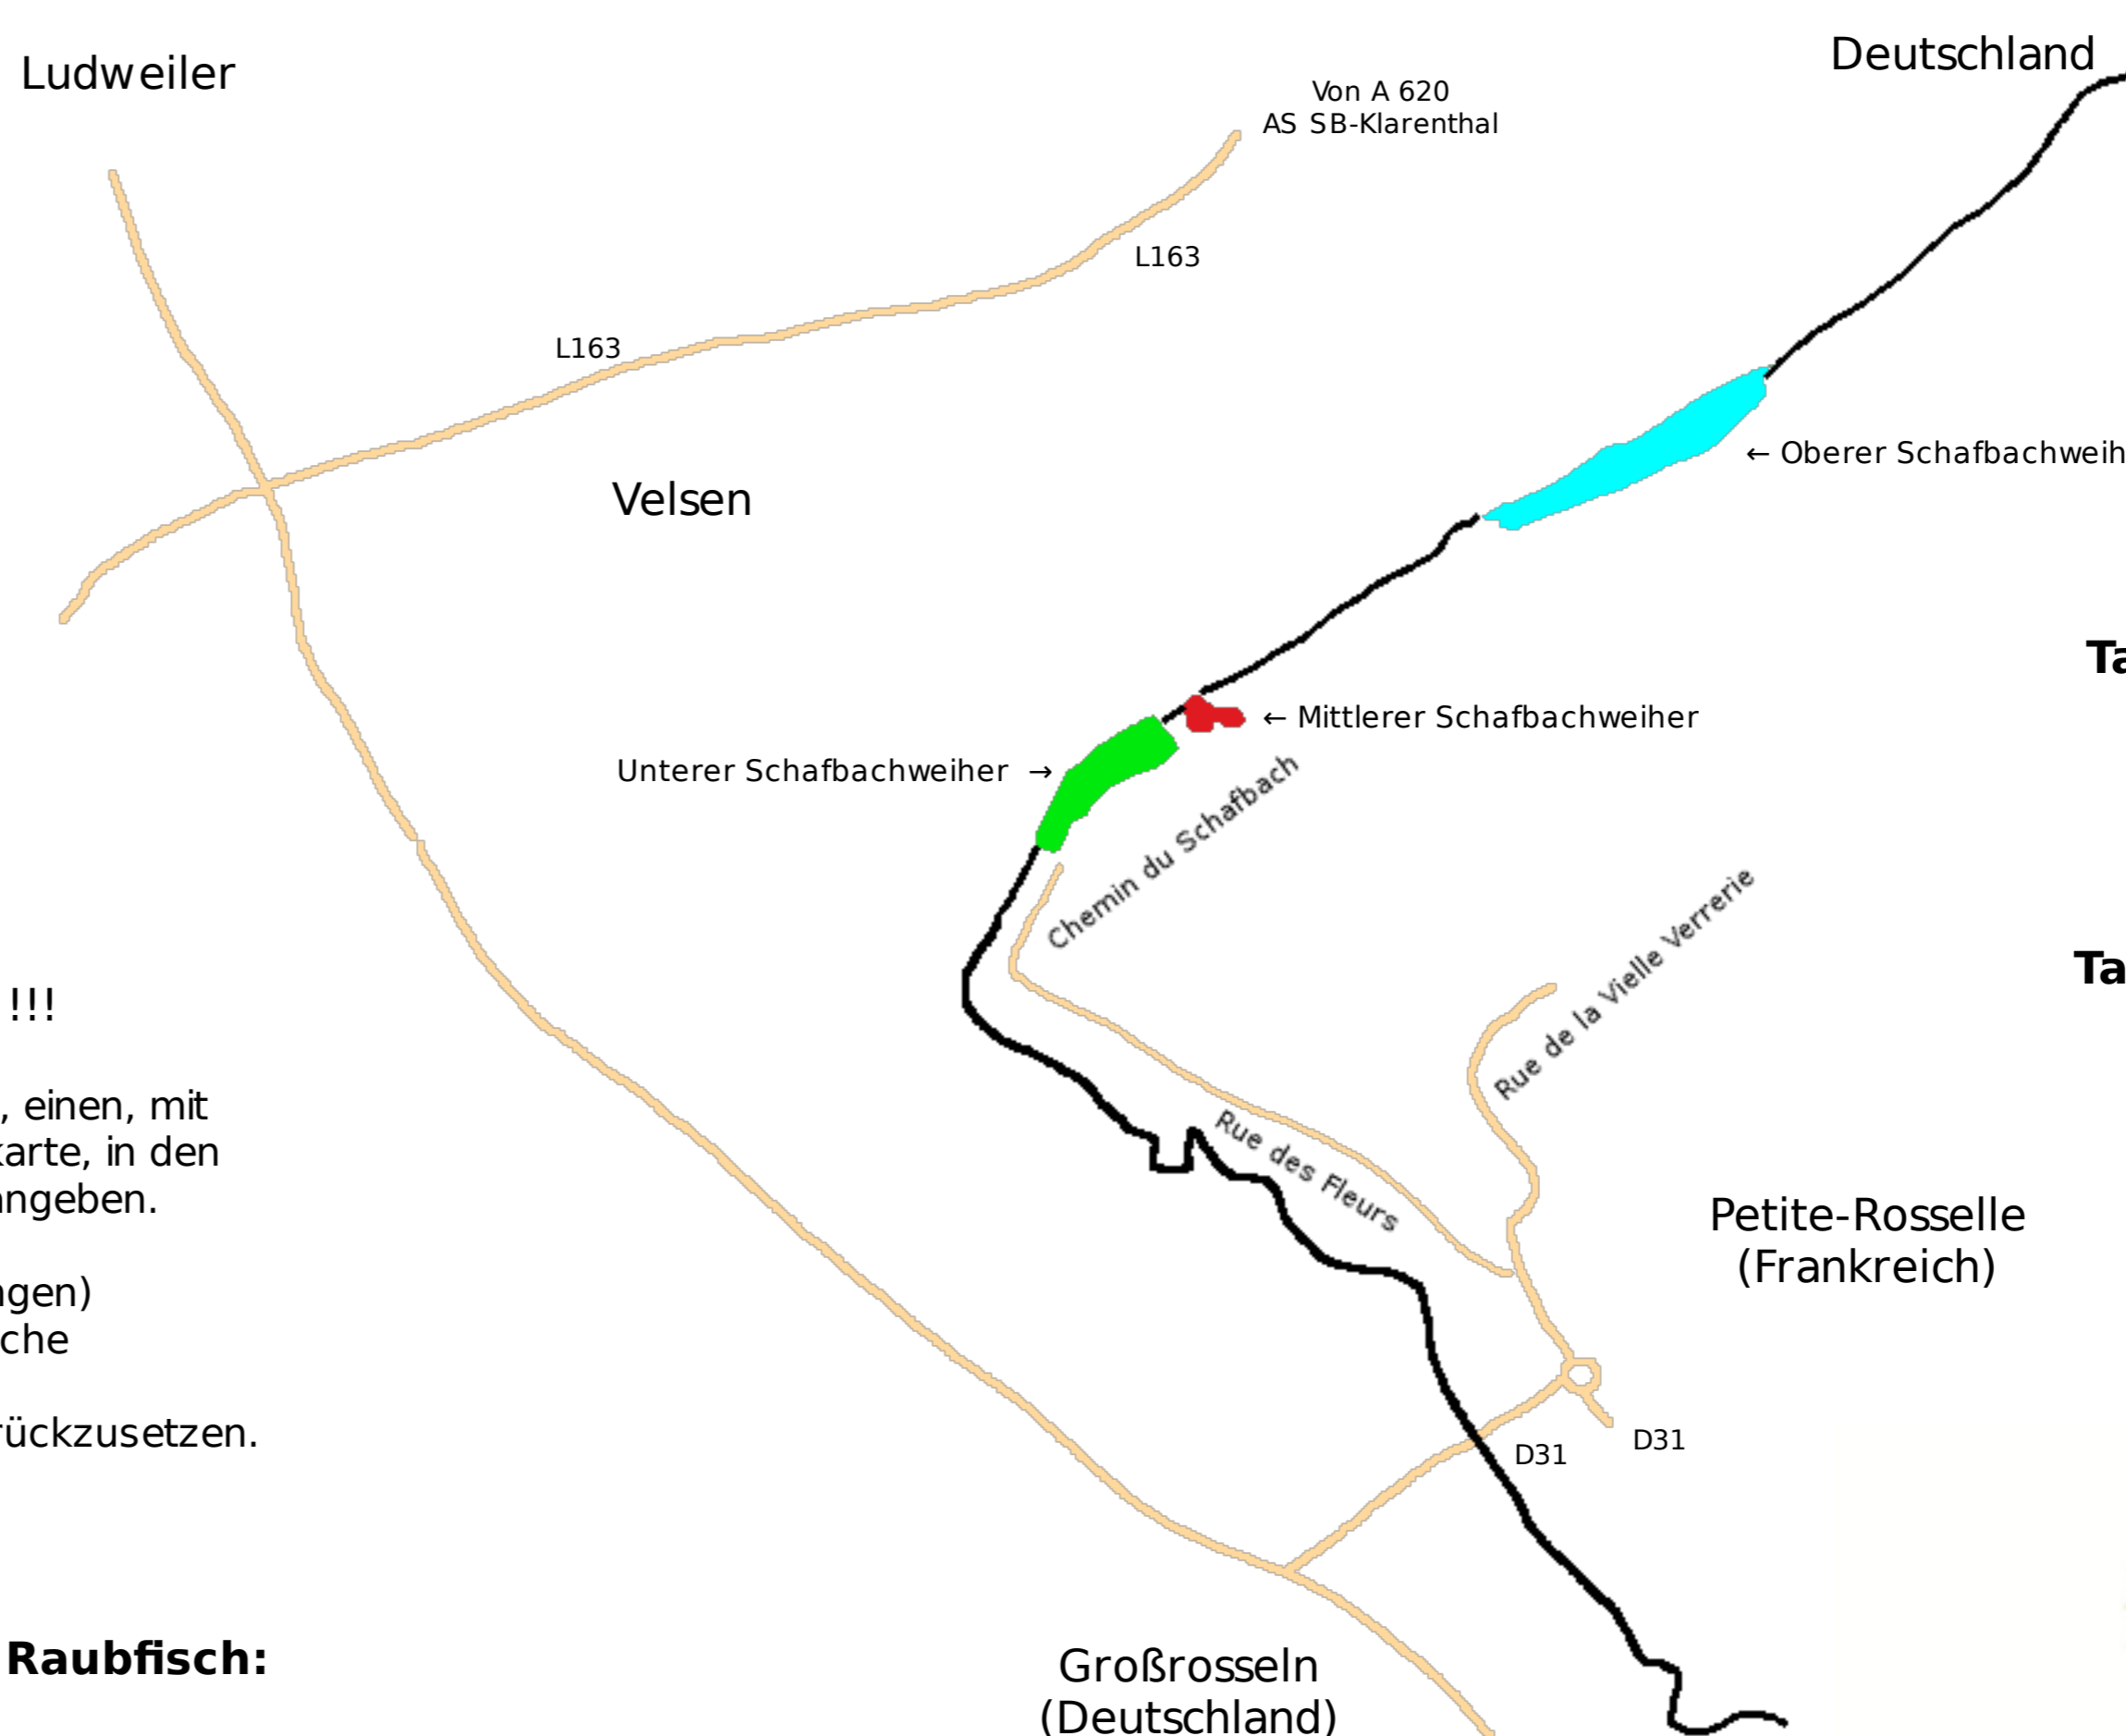 Deutschland
Ludweiler
Von A 620
AS SB-Klarenthal
L163
L163
← Oberer Schafbachweih
Velsen
Ta
← Mittlerer Schafbachweiher
Unterer Schafbachweiher →
Chemin du Schafbach
Rue de la Vielle Verrerie
Ta
!!!
, einen, mit
karte, in den
angeben.
Rue des Fleurs
Petite-Rosselle
(Frankreich)
ngen)
che
rückzusetzen.
D31
D31
Raubfisch:
Großrosseln
(Deutschland)